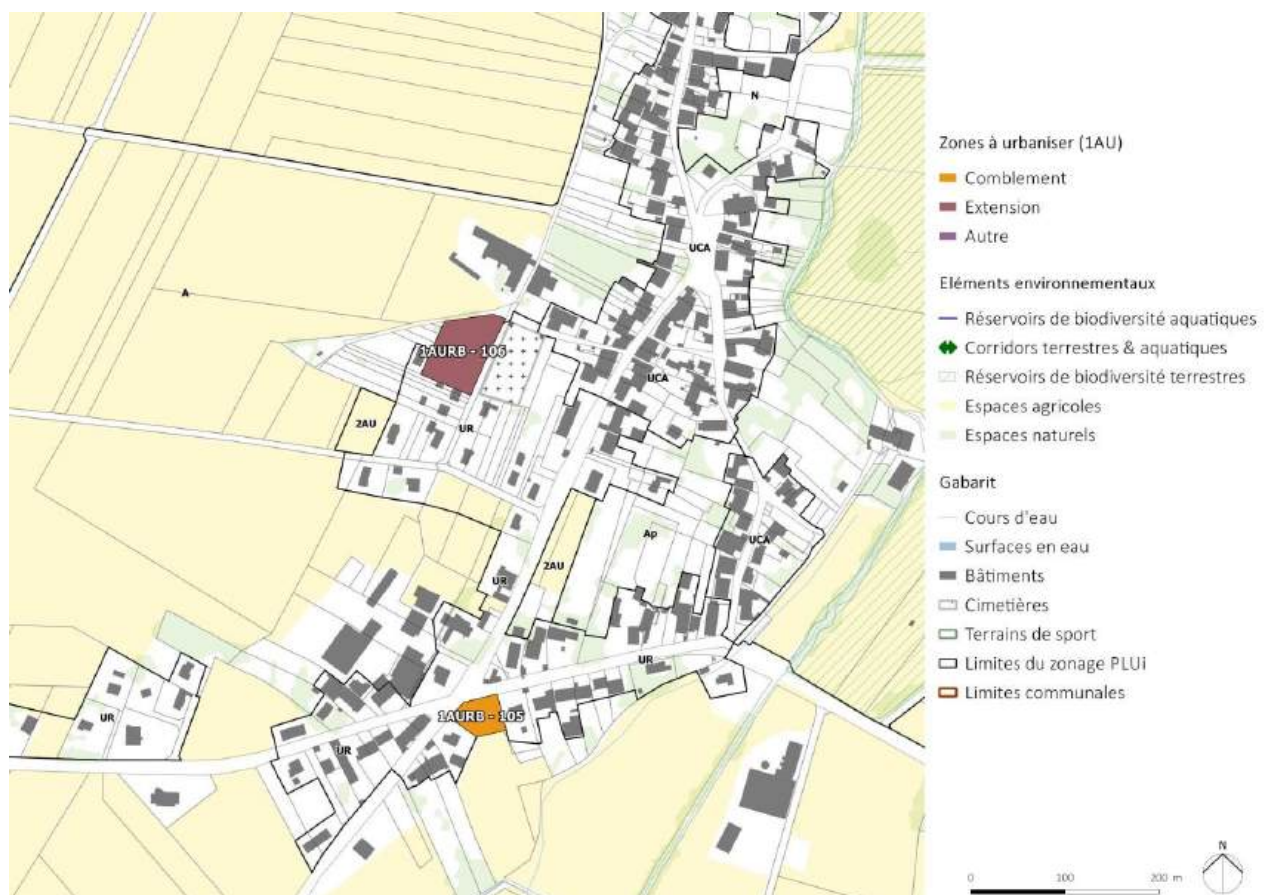 N
UCA
A
1AURB - 106
UCA
2AU
UR
Ap
UCA
UR
2AU
UR
UR
1AURB - 105
UR
Zones à urbaniser (1AU)
Comblement
Extension
Autre
Eléments environnementaux
Réservoirs de biodiversité aquatiques
Corridors terrestres & aquatiques
Réservoirs de biodiversité terrestres
Espaces agricoles
Espaces naturels
Gabarit
Cours d'eau
Surfaces en eau
Bâtiments
Cimetières
Terrains de sport
Limites du zonage PLUi
Limites communales
N
0 100 200 m